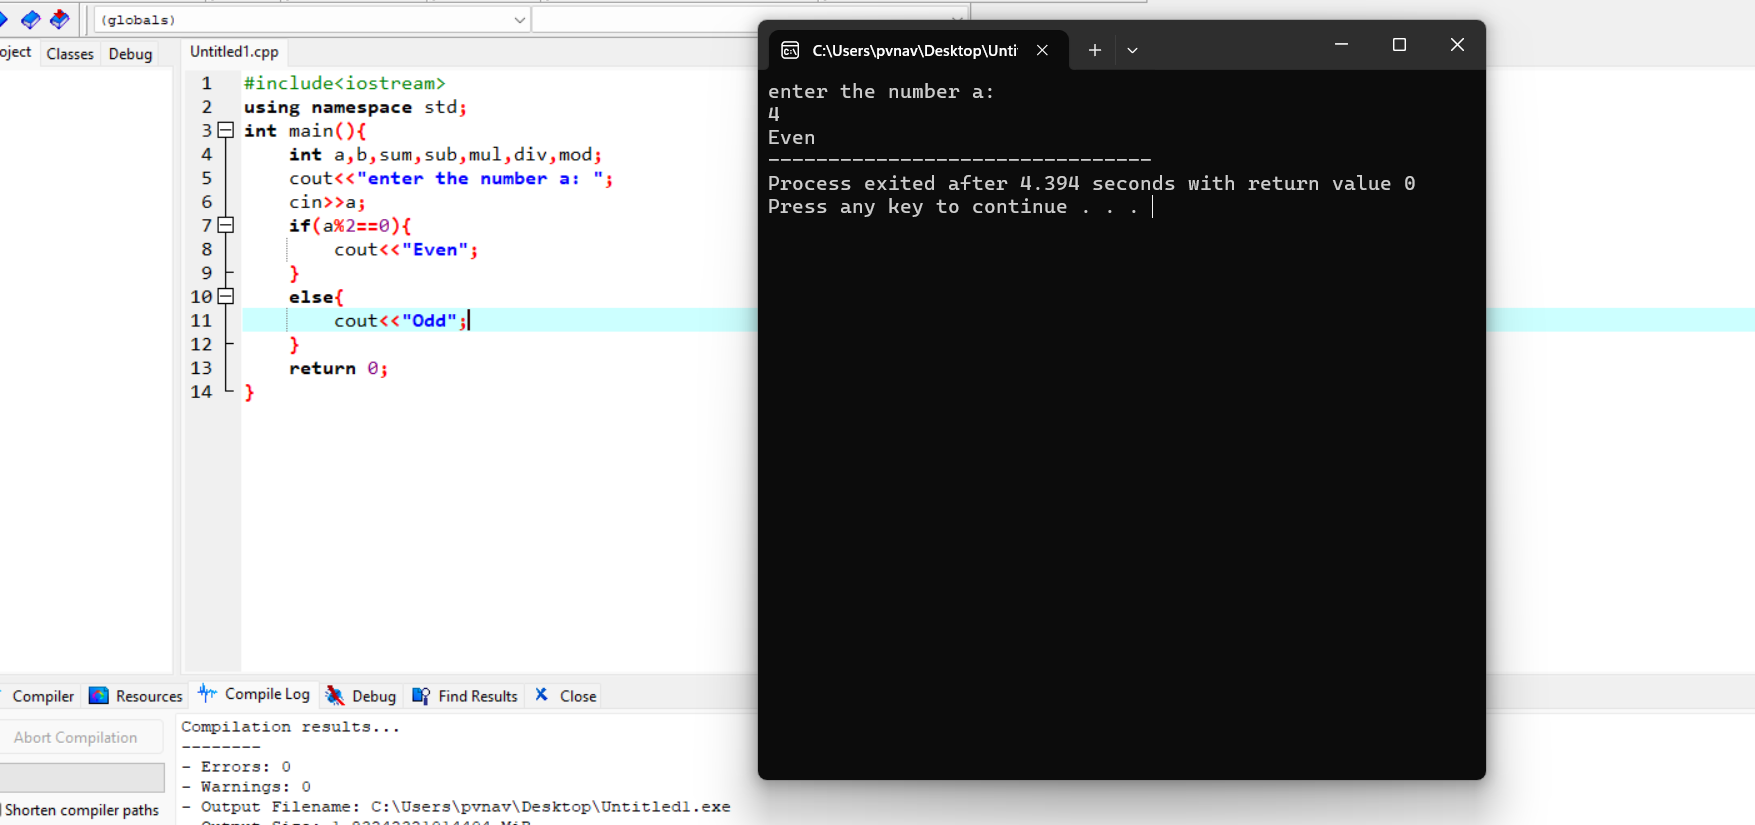 (globals)
oject Classes Debug
Untitled1.cpp
1 #include<iostream>
2 using namespace std;
3 int main(){
4 int a,b,sum,sub,mul,div,mod;
5 cout<<"enter the number a: ";
6 cin>>a;
7 if(a%2==0){
8 cout<<"Even";
9 }
10 else{
11 cout<<"Odd";
12 }
13 return 0;
14 }
C:\Users\pvnav\Desktop\Unti
enter the number a:
4
Even
--------------------------------
Process exited after 4.394 seconds with return value 0
Press any key to continue . . .
Compiler Resources Compile Log Debug Find Results Close
Abort Compilation
Shorten compiler paths
Compilation results...
--------
- Errors: 0
- Warnings: 0
- Output Filename: C:\Users\pvnav\Desktop\Untitled1.exe